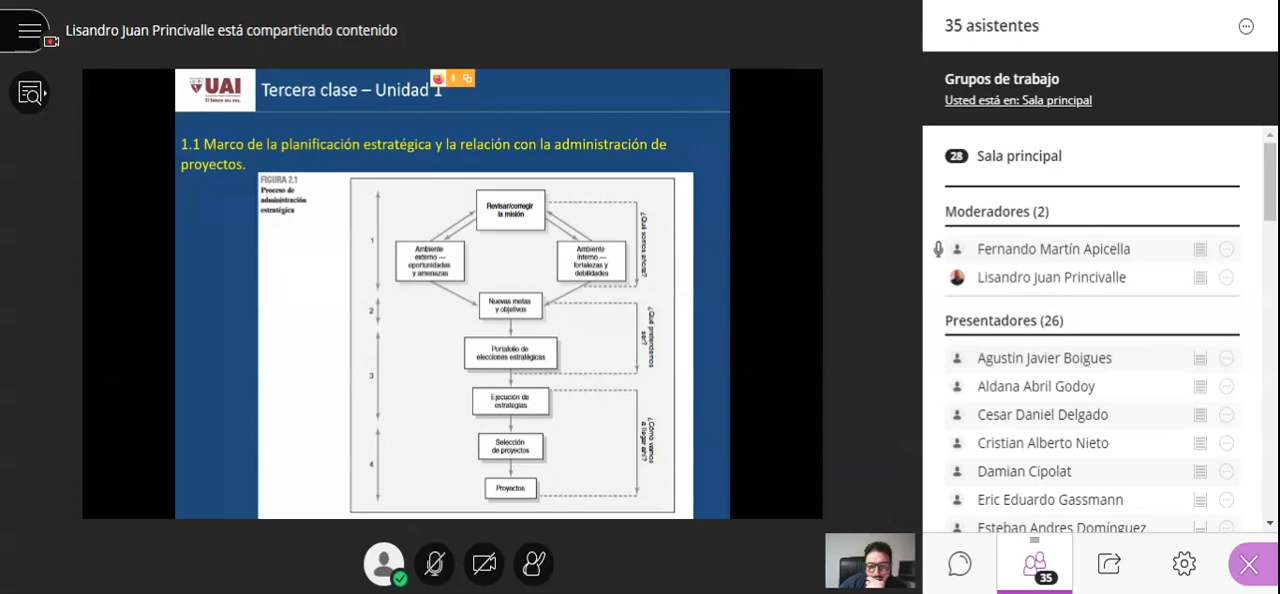 Lisandro Juan Princivalle está compartiendo contenido
UAI
Tercera clase – Unidad 1
1.1 Marco de la planificación estratégica y la relación con la administración de
proyectos.
FIGURA 2.1
Proceso de
administración
estratégica
Revisar/corregir
la misión
Ambiente
externo—
oportunidades
y amenazas
Ambiente
interno—
fortalezas y
debilidades
Nuevas metas
y objetivos
Portafolio de
elecciones estratégicas
Ejecución de
estrategias
Selección
de proyectos
Proyectos
1
2
3
4
¿Qué somos ahora?
¿Qué pretendemos
ser?
¿Cómo vamos
a llegar ahí?
35 asistentes
Grupos de trabajo
Usted está en: Sala principal
28 Sala principal
Moderadores (2)
Fernando Martín Apicella
Lisandro Juan Princivalle
Presentadores (26)
Agustin Javier Boigues
Aldana Abril Godoy
Cesar Daniel Delgado
Cristian Alberto Nieto
Damian Cipolat
Eric Eduardo Gassmann
Esteban Andres Domínguez
35